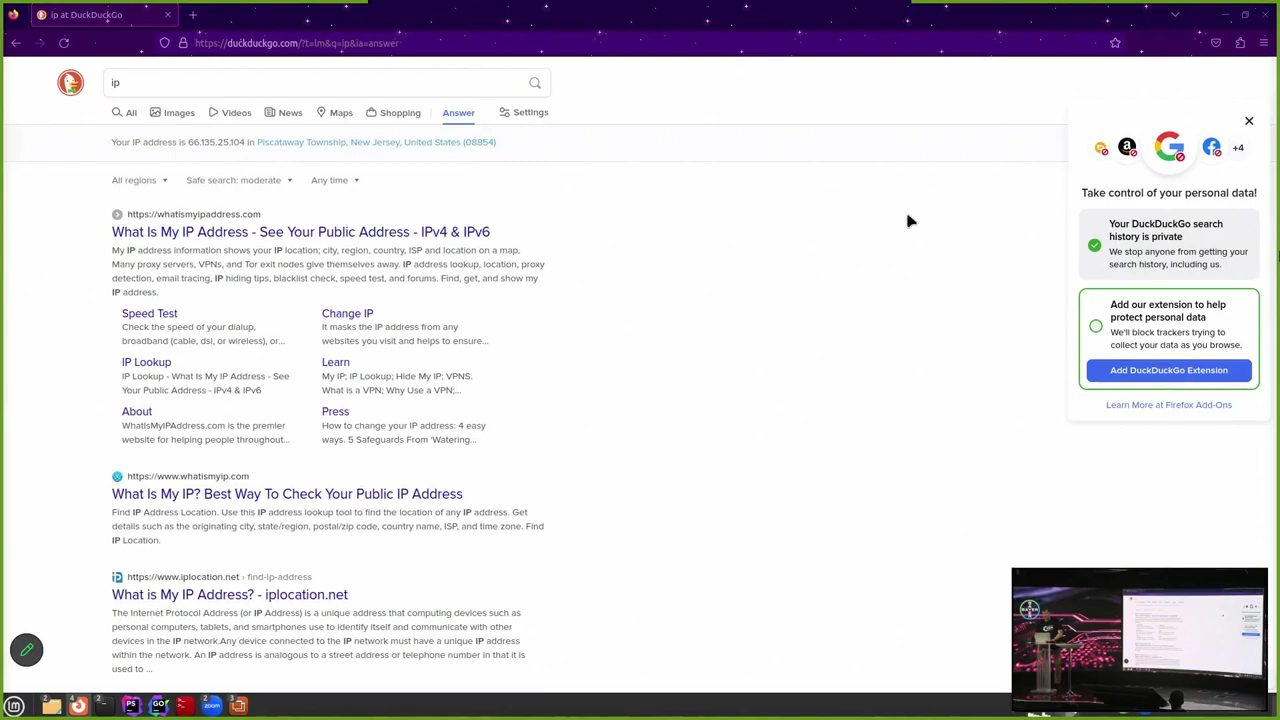 ip at DuckDuckGo
https://duckduckgo.com/?t=lm&q=ip&ia=answer
ip
All Images Videos News Maps Shopping Answer Settings
Your IP address is 66.135.25.104 in Piscataway Township, New Jersey, United States (08854)
All regions Safe search: moderate Any time
https://whatismyipaddress.com
What Is My IP Address - See Your Public Address - IPv4 & IPv6
My IP address information shows your IP location; city, region, country, ISP and location on a map.
Many proxy servers, VPNs, and Tor exit nodes give themselves away. IP address lookup, location, proxy
detection, email tracing, IP hiding tips, blacklist check, speed test, and forums. Find, get, and show my
IP address.
Speed Test
Check the speed of your dialup,
broadband (cable, dsl, or wireless), or...
Change IP
It masks the IP address from any
websites you visit and helps to ensure...
IP Lookup
IP Lookup - What Is My IP Address - See
Your Public Address - IPv4 & IPv6
Learn
My IP; IP Lookup; Hide My IP; VPNS.
What is a VPN; Why Use a VPN;...
About
WhatIsMyIPAddress.com is the premier
website for helping people throughout...
Press
How to change your IP address: 4 easy
ways. 5 Safeguards From 'Watering...
https://www.whatismyip.com
What Is My IP? Best Way To Check Your Public IP Address
Find IP Address Location. Use this IP address lookup tool to find the location of any IP address. Get
details such as the originating city, state/region, postal/zip code, country name, ISP, and time zone. Find
IP Location.
https://www.iplocation.net › find-ip-address
What is My IP Address? - iplocation.net
The Internet Protocol Address (or IP Address) is a unique address that computing devices such as
personal computers, tablets, and smartphones use to identify itself and communicate with other
devices in the IP network.Any device connected to the IP network must have a unique IP address
within the network. An IP address is analogous to a street address or telephone number in that it is
used to ...
+4
Take control of your personal data!
Your DuckDuckGo search
history is private
We stop anyone from getting your
search history, including us.
Add our extension to help
protect personal data
We'll block trackers trying to
collect your data as you browse.
Add DuckDuckGo Extension
Learn More at Firefox Add-Ons
BAYER
2 4 2 PS GO 2 zoom 3